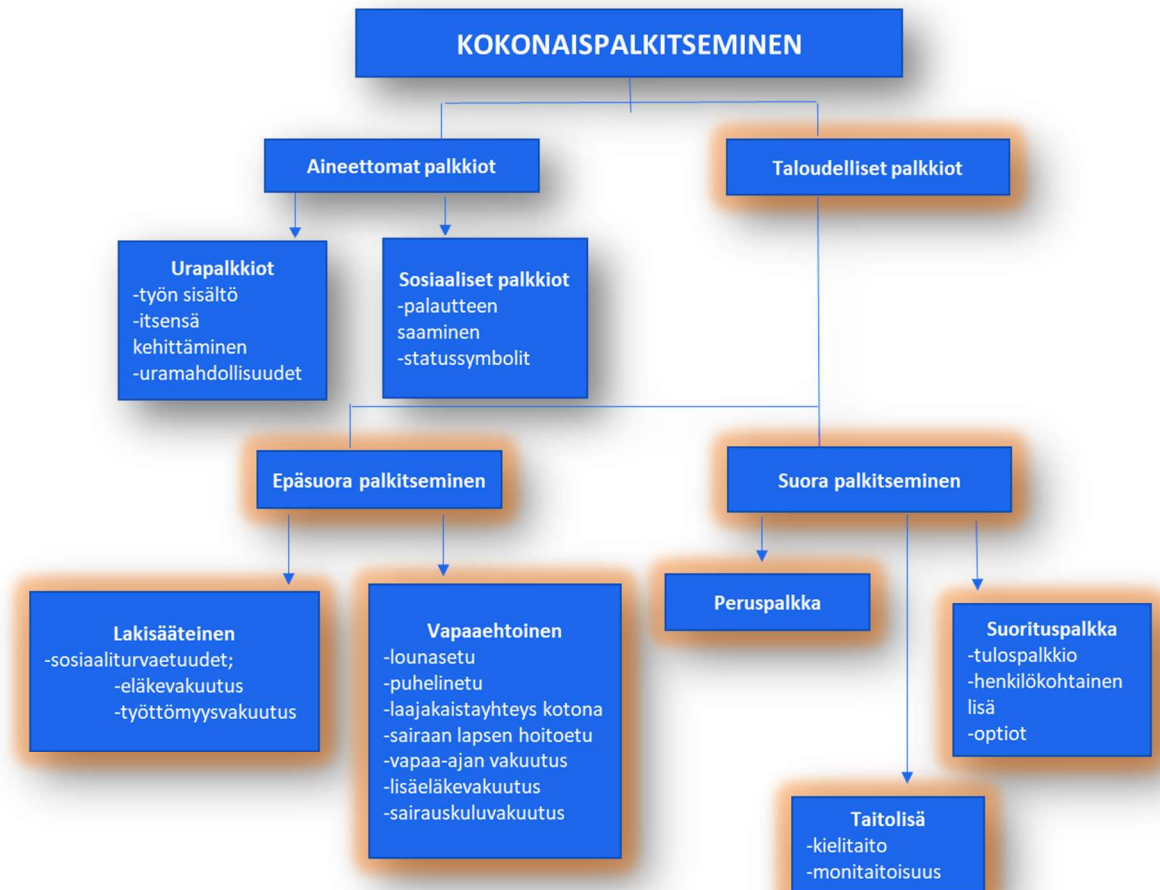 KOKONAISPALKITSEMINEN
Aineettomat palkkiot
Taloudelliset palkkiot
Urapalkkiot
-työn sisältö
-itsensä
kehittäminen
-uramahdollisuudet
Sosiaaliset palkkiot
-palautteen
saaminen
-statussymbolit
Epäsuora palkitseminen
Suora palkitseminen
Lakisääteinen
-sosiaaliturvaetuudet;
-eläkevakuutus
-työttömyysvakuutus
Vapaaehtoinen
-lounasetu
-puhelinetu
-laajakaistayhteys kotona
-sairaan lapsen hoitoetu
-vapaa-ajan vakuutus
-lisäeläkevakuutus
-sairauskuluvakuutus
Peruspalkka
Suorituspalkka
-tulospalkkio
-henkilökohtainen
lisä
-optiot
Taitolisä
-kielitaito
-monitaitoisuus